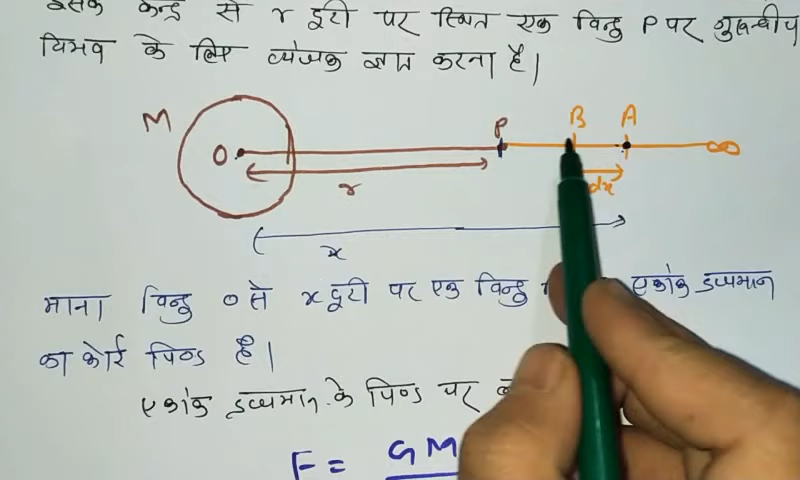 इसके केन्द्र से r दूरी पर स्थित एक बिन्दु P पर गुरुत्वीय
विभव के लिए व्यंजक ज्ञात करना है।
M
P
B
A
O
∞
r
dx
x
माना बिन्दु O से x दूरी पर एक बिन्दु एकांक द्रव्यमान
का कोई पिण्ड है।
एकांक द्रव्यमान के पिण्ड पर
F = GM